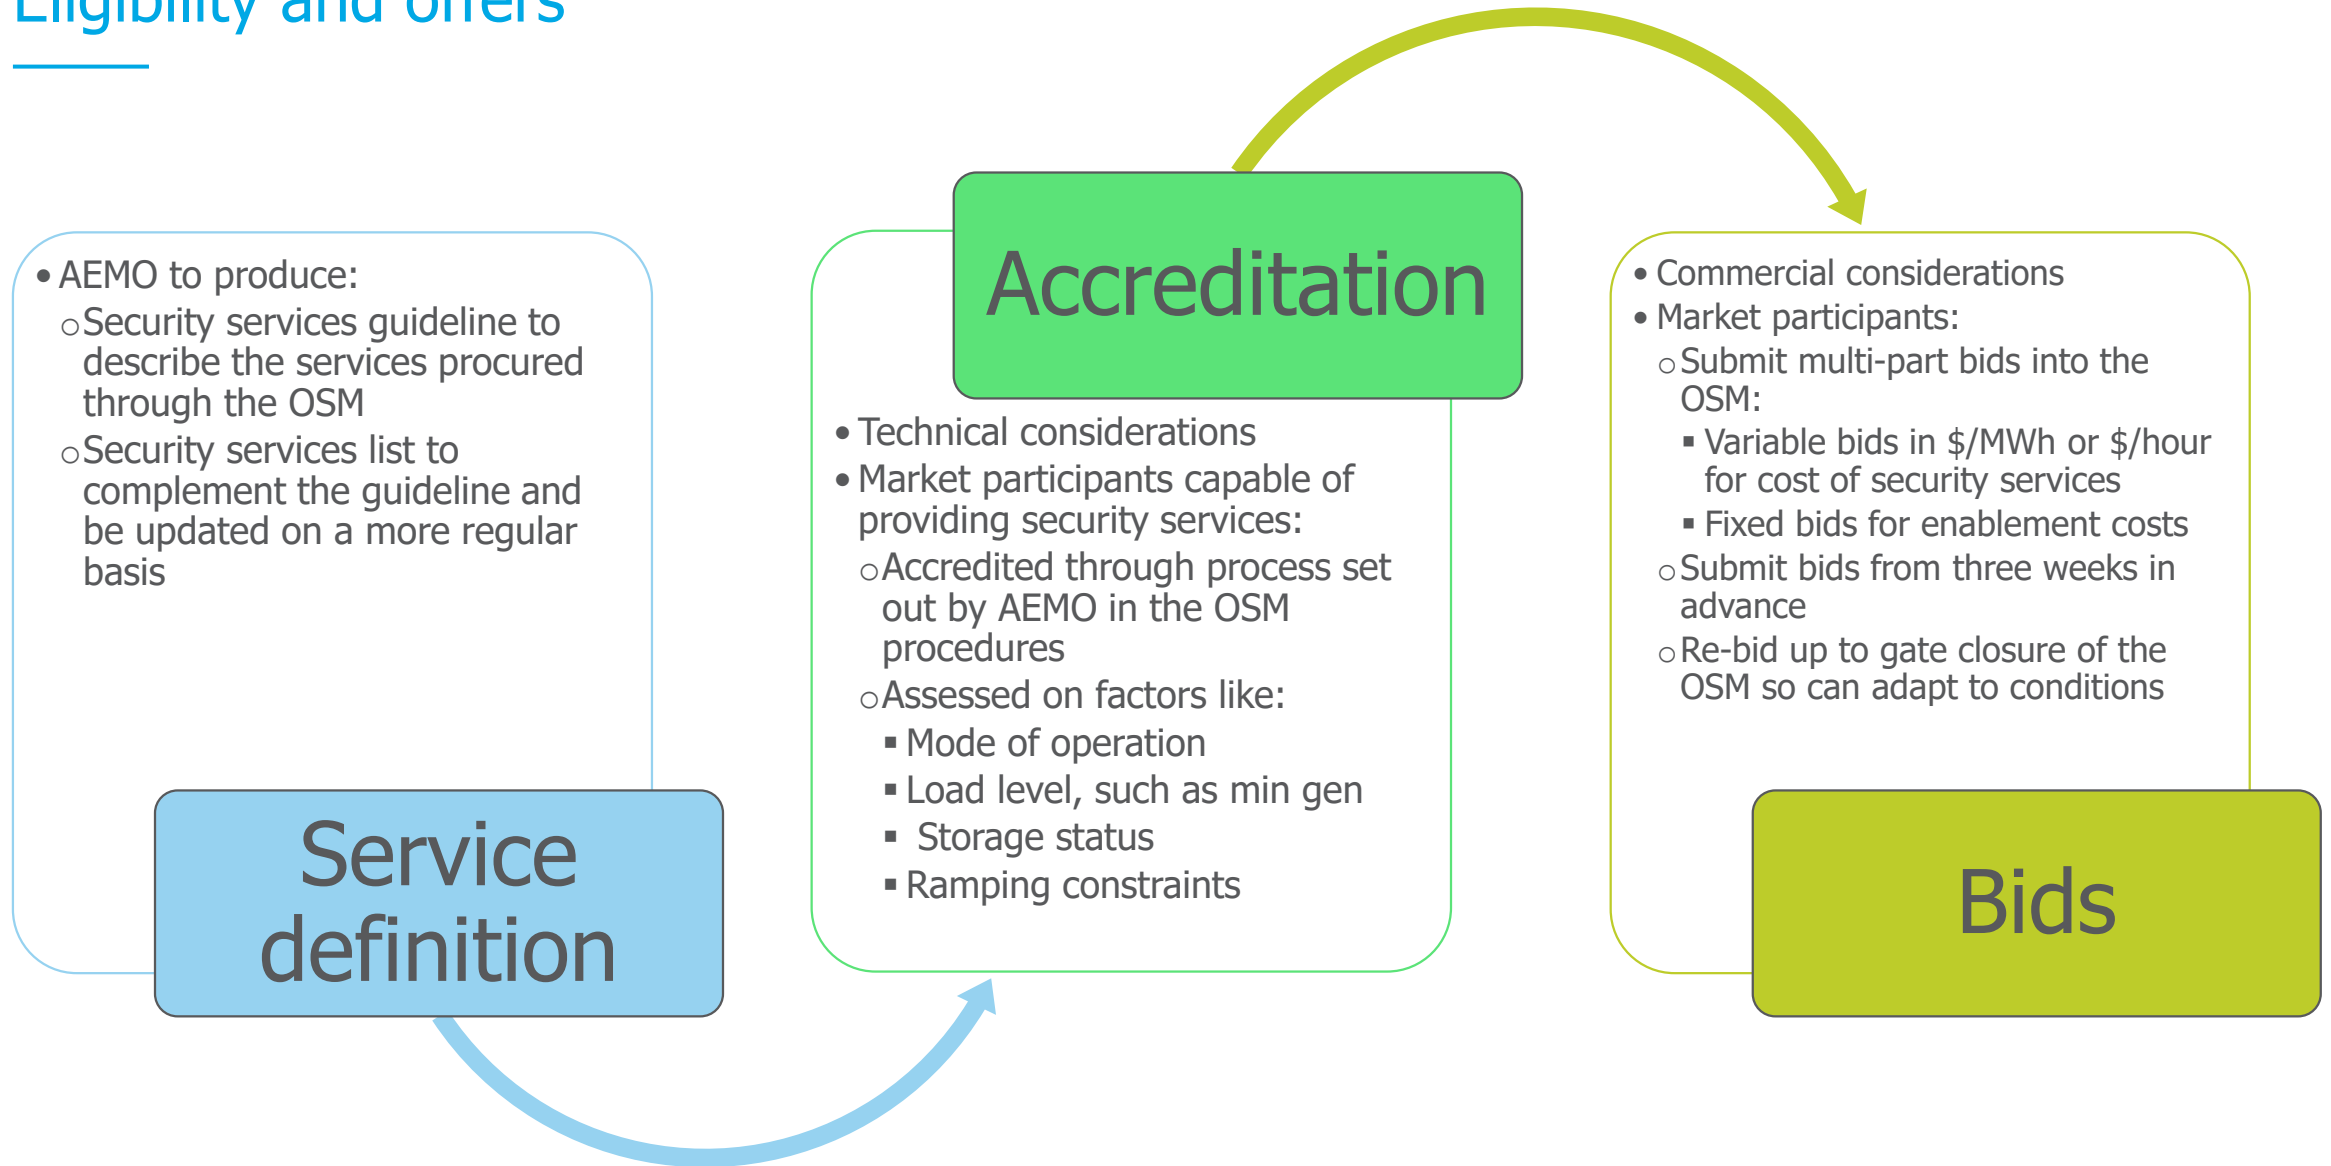 Eligibility and offers
• AEMO to produce:
○ Security services guideline to
describe the services procured
through the OSM
○ Security services list to
complement the guideline and
be updated on a more regular
basis
Service
definition
Accreditation
• Technical considerations
• Market participants capable of
providing security services:
○ Accredited through process set
out by AEMO in the OSM
procedures
○ Assessed on factors like:
▪ Mode of operation
▪ Load level, such as min gen
▪ Storage status
▪ Ramping constraints
• Commercial considerations
• Market participants:
○ Submit multi-part bids into the
OSM:
▪ Variable bids in $/MWh or $/hour
for cost of security services
▪ Fixed bids for enablement costs
○ Submit bids from three weeks in
advance
○ Re-bid up to gate closure of the
OSM so can adapt to conditions
Bids